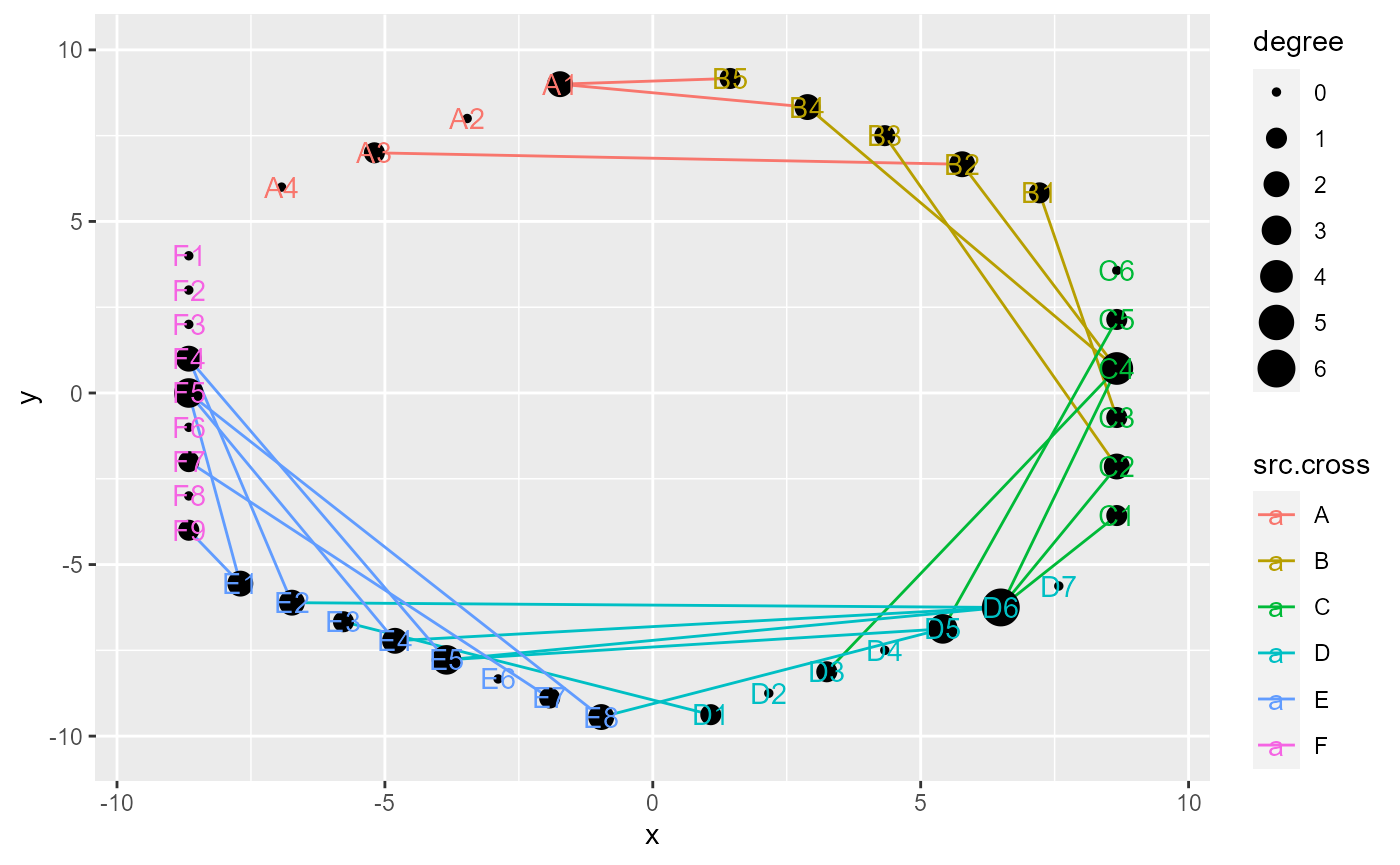 degree
0
1
2
3
4
5
6
src.cross
a A
a B
a C
a D
a E
a F
10
5
0
-5
-10
y
-10 -5 0 5 10
x
A1 B5
B4
A2
B3
A3
B2
A4 B1
F1
C6
F2
F3 C5
F4
C4
F5
C3
F6
F7 C2
F8
C1
F9
E1 D7
E2 D6
E3
D5
E4
D4
E5
D3
E6
D2
E7
D1
E8